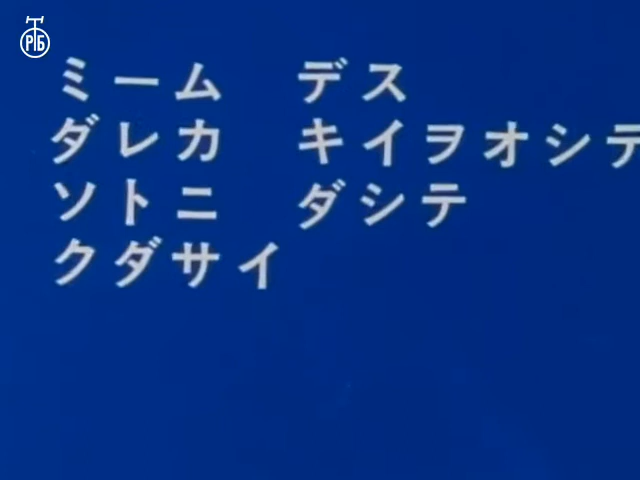 РГБ
ミーム　デス
ダレカ　キイヲオシテ
ソトニ　ダシテ
クダサイ